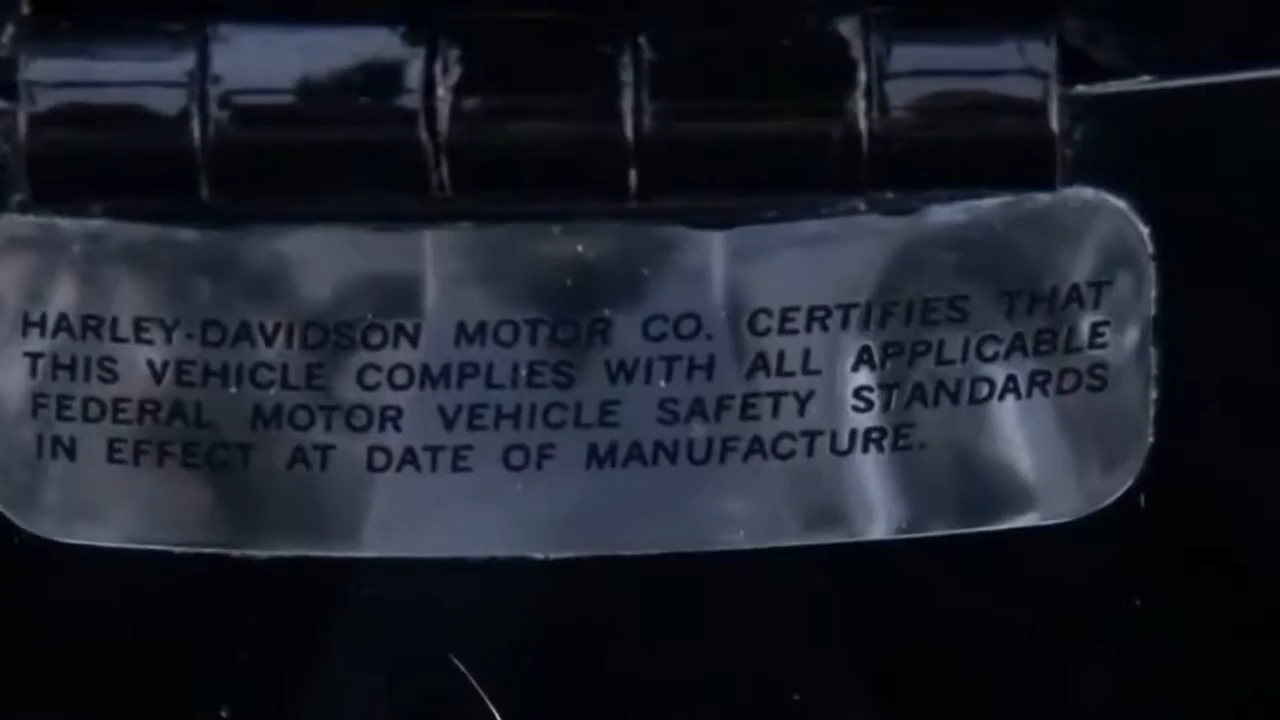 HARLEY-DAVIDSON MOTOR CO. CERTIFIES THAT
THIS VEHICLE COMPLIES WITH ALL APPLICABLE
FEDERAL MOTOR VEHICLE SAFETY STANDARDS
IN EFFECT AT DATE OF MANUFACTURE.